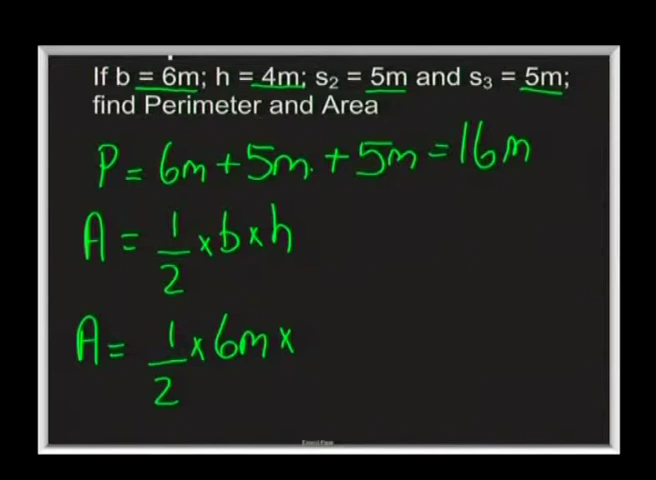 If b = 6m; h = 4m; s₂ = 5m and s₃ = 5m;
find Perimeter and Area
P = 6m + 5m + 5m = 16m
A = 1/2 × b × h
A = 1/2 × 6m ×